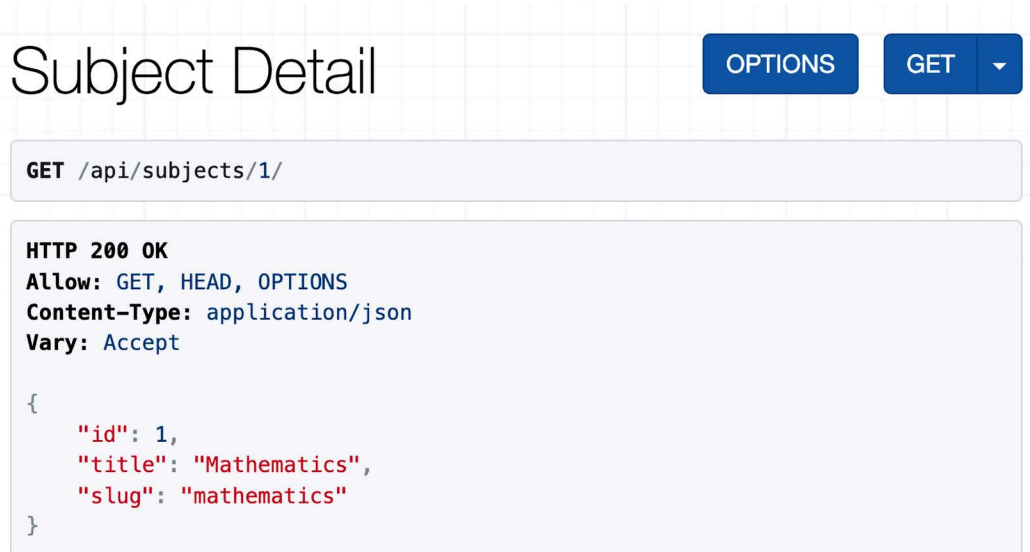 Subject Detail
OPTIONS
GET
GET /api/subjects/1/
HTTP 200 OK
Allow: GET, HEAD, OPTIONS
Content-Type: application/json
Vary: Accept
{
    "id": 1,
    "title": "Mathematics",
    "slug": "mathematics"
}